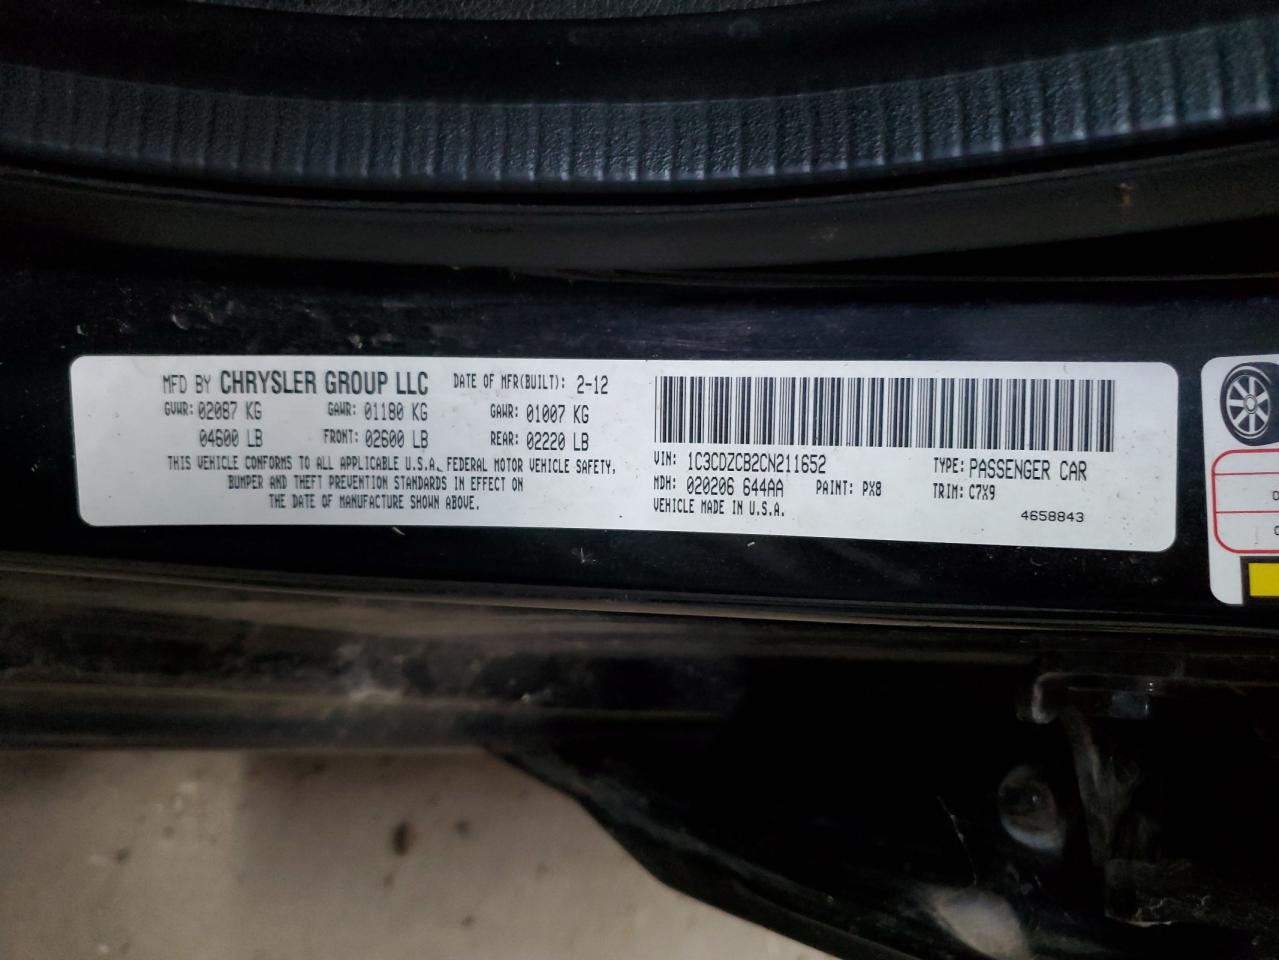 MFD BY CHRYSLER GROUP LLC DATE OF MFR(BUILT): 2-12
GVWR: 02087 KG GAWR: 01180 KG GAWR: 01007 KG
04600 LB FRONT: 02600 LB REAR: 02220 LB
THIS VEHICLE CONFORMS TO ALL APPLICABLE U.S.A. FEDERAL MOTOR VEHICLE SAFETY,
BUMPER AND THEFT PREVENTION STANDARDS IN EFFECT ON
THE DATE OF MANUFACTURE SHOWN ABOVE.
VIN: 1C3CDZCB2CN211652 TYPE: PASSENGER CAR
MDH: 020206 644AA PAINT: PX8 TRIM: C7X9
VEHICLE MADE IN U.S.A. 4658843